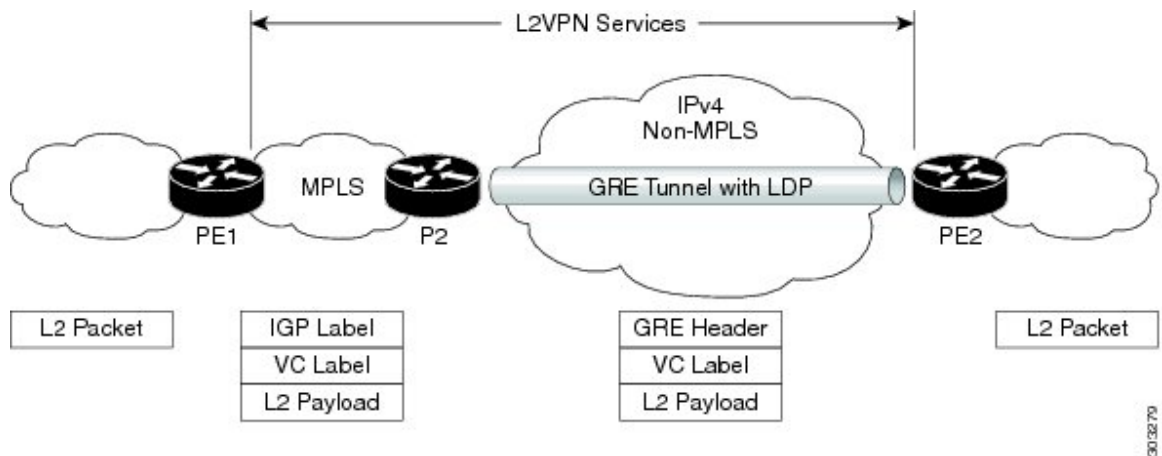 L2VPN Services
IPv4
Non-MPLS
MPLS
GRE Tunnel with LDP
PE1
P2
PE2
L2 Packet
IGP Label
VC Label
L2 Payload
GRE Header
VC Label
L2 Payload
L2 Packet
303279